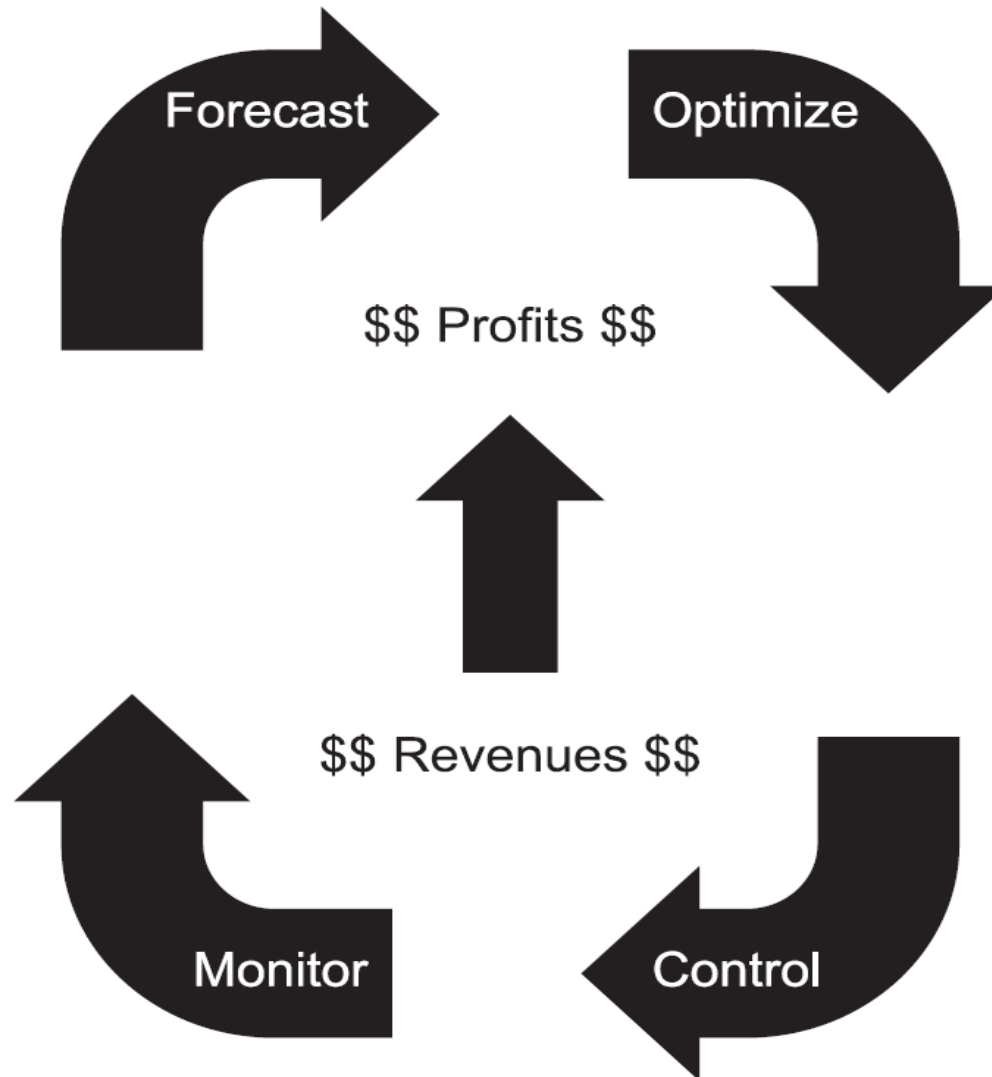 Forecast
Optimize
$$ Profits $$
$$ Revenues $$
Monitor
Control